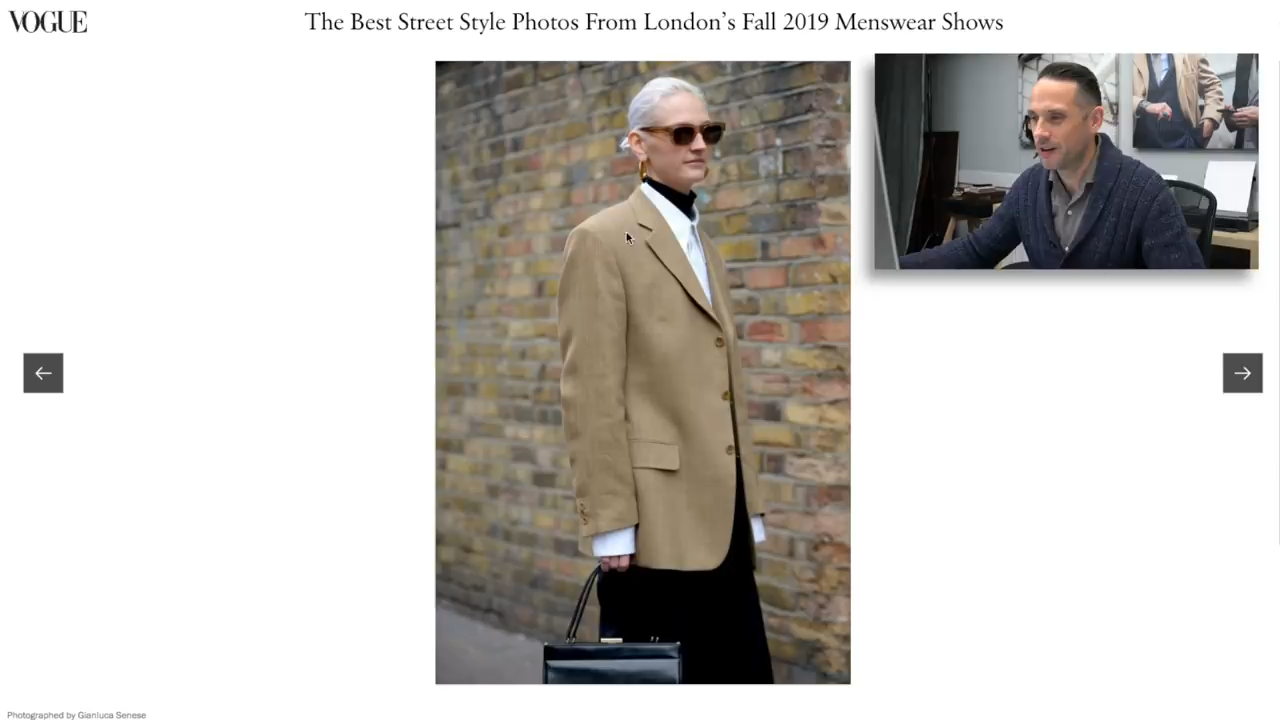 VOGUE
The Best Street Style Photos From London's Fall 2019 Menswear Shows
Photographed by Gianluca Senese